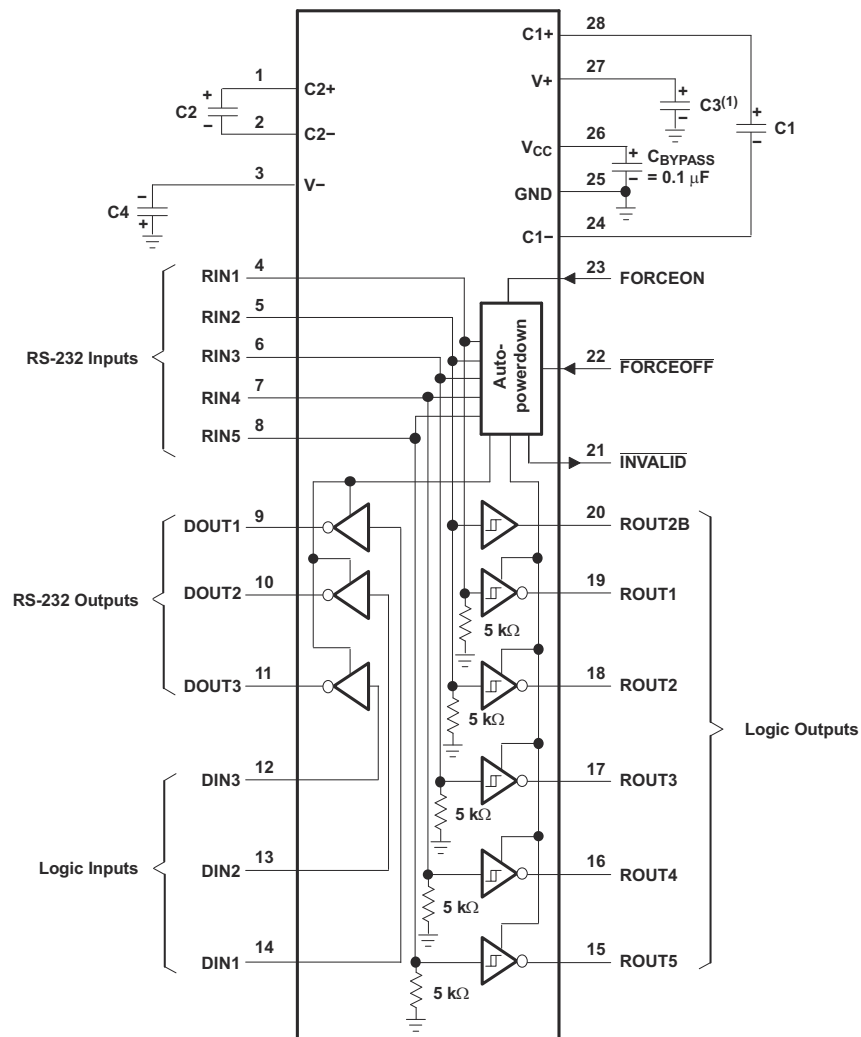 28
C1+
1
C2+
+
C2
−
2
C2−
27
V+
+
−
C3(1)
+
−
C1
26
VCC
+
−
CBYPASS
= 0.1 µF
3
V−
25
GND
−
C4
+
24
C1−
RS-232 Inputs
RIN1
4
RIN2
5
RIN3
6
RIN4
7
RIN5
8
Auto-
powerdown
23
FORCEON
22
FORCEOFF
21
INVALID
RS-232 Outputs
DOUT1
9
DOUT2
10
DOUT3
11
20
ROUT2B
19
ROUT1
5 kΩ
18
ROUT2
5 kΩ
Logic Outputs
17
ROUT3
5 kΩ
16
ROUT4
5 kΩ
15
ROUT5
5 kΩ
Logic Inputs
DIN3
12
DIN2
13
DIN1
14